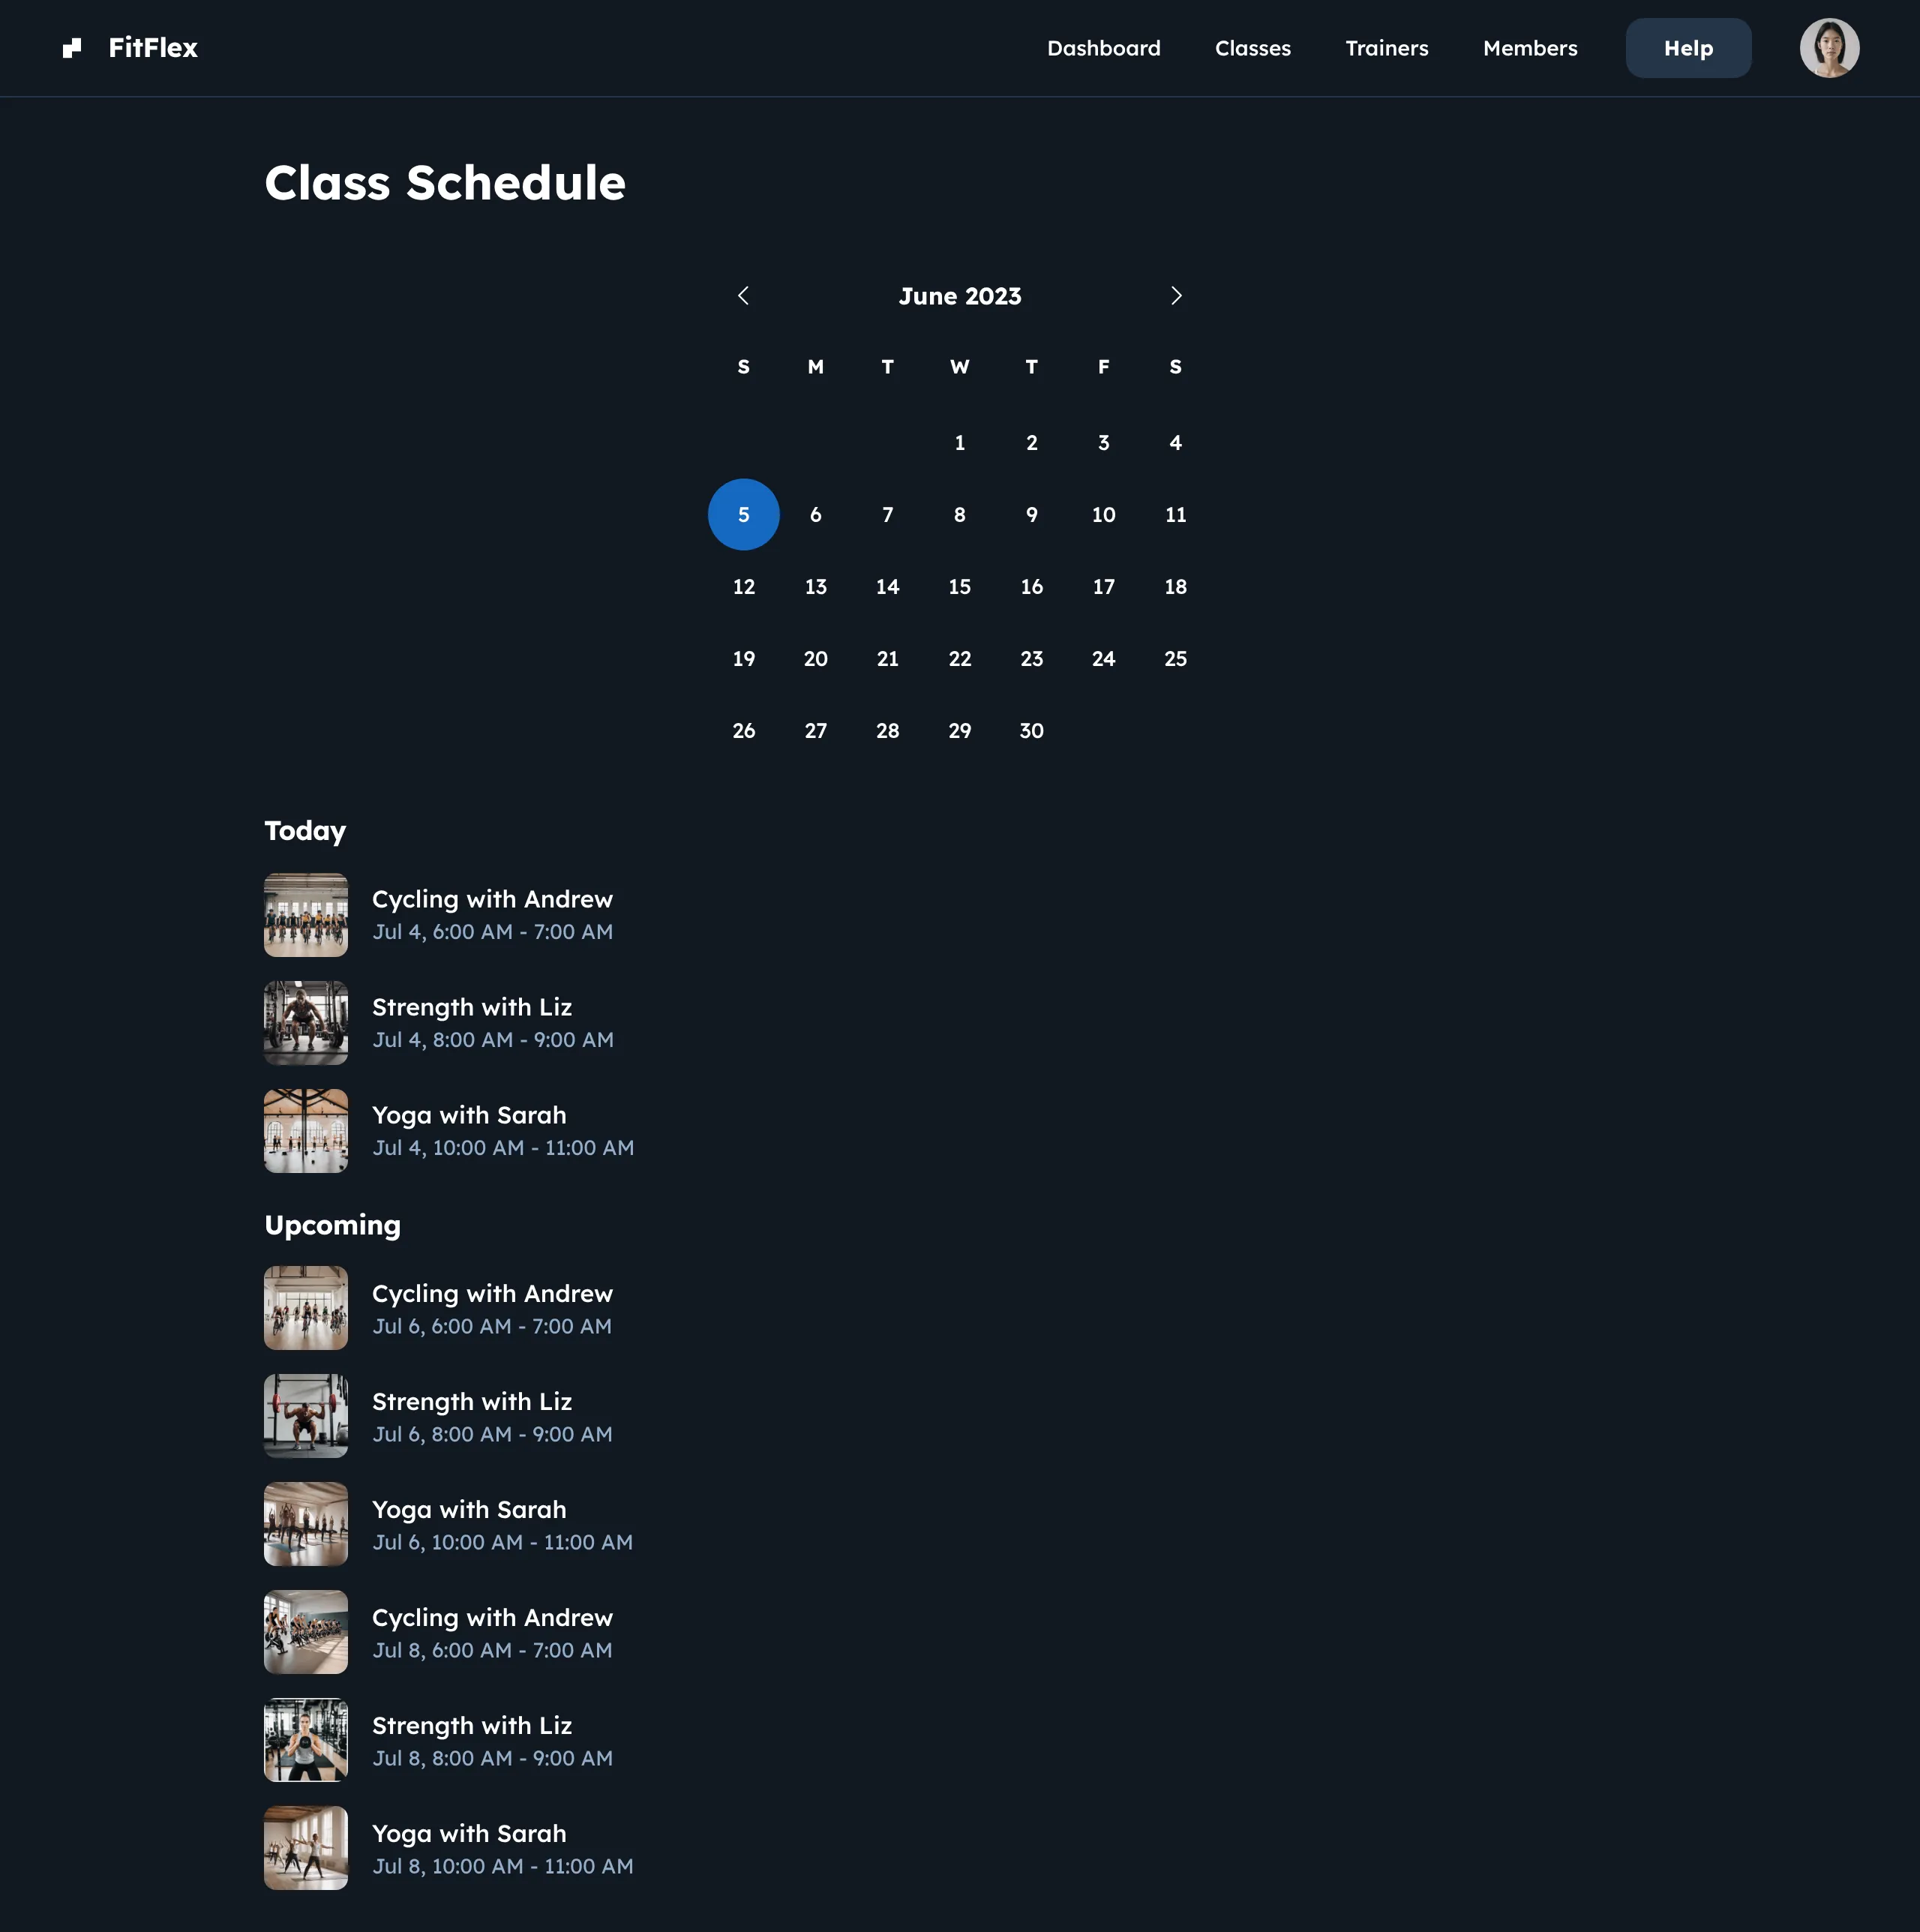 FitFlex
Dashboard Classes Trainers Members Help
Class Schedule
June 2023
S M T W T F S
1 2 3 4
5 6 7 8 9 10 11
12 13 14 15 16 17 18
19 20 21 22 23 24 25
26 27 28 29 30
Today
Cycling with Andrew
Jul 4, 6:00 AM - 7:00 AM
Strength with Liz
Jul 4, 8:00 AM - 9:00 AM
Yoga with Sarah
Jul 4, 10:00 AM - 11:00 AM
Upcoming
Cycling with Andrew
Jul 6, 6:00 AM - 7:00 AM
Strength with Liz
Jul 6, 8:00 AM - 9:00 AM
Yoga with Sarah
Jul 6, 10:00 AM - 11:00 AM
Cycling with Andrew
Jul 8, 6:00 AM - 7:00 AM
Strength with Liz
Jul 8, 8:00 AM - 9:00 AM
Yoga with Sarah
Jul 8, 10:00 AM - 11:00 AM